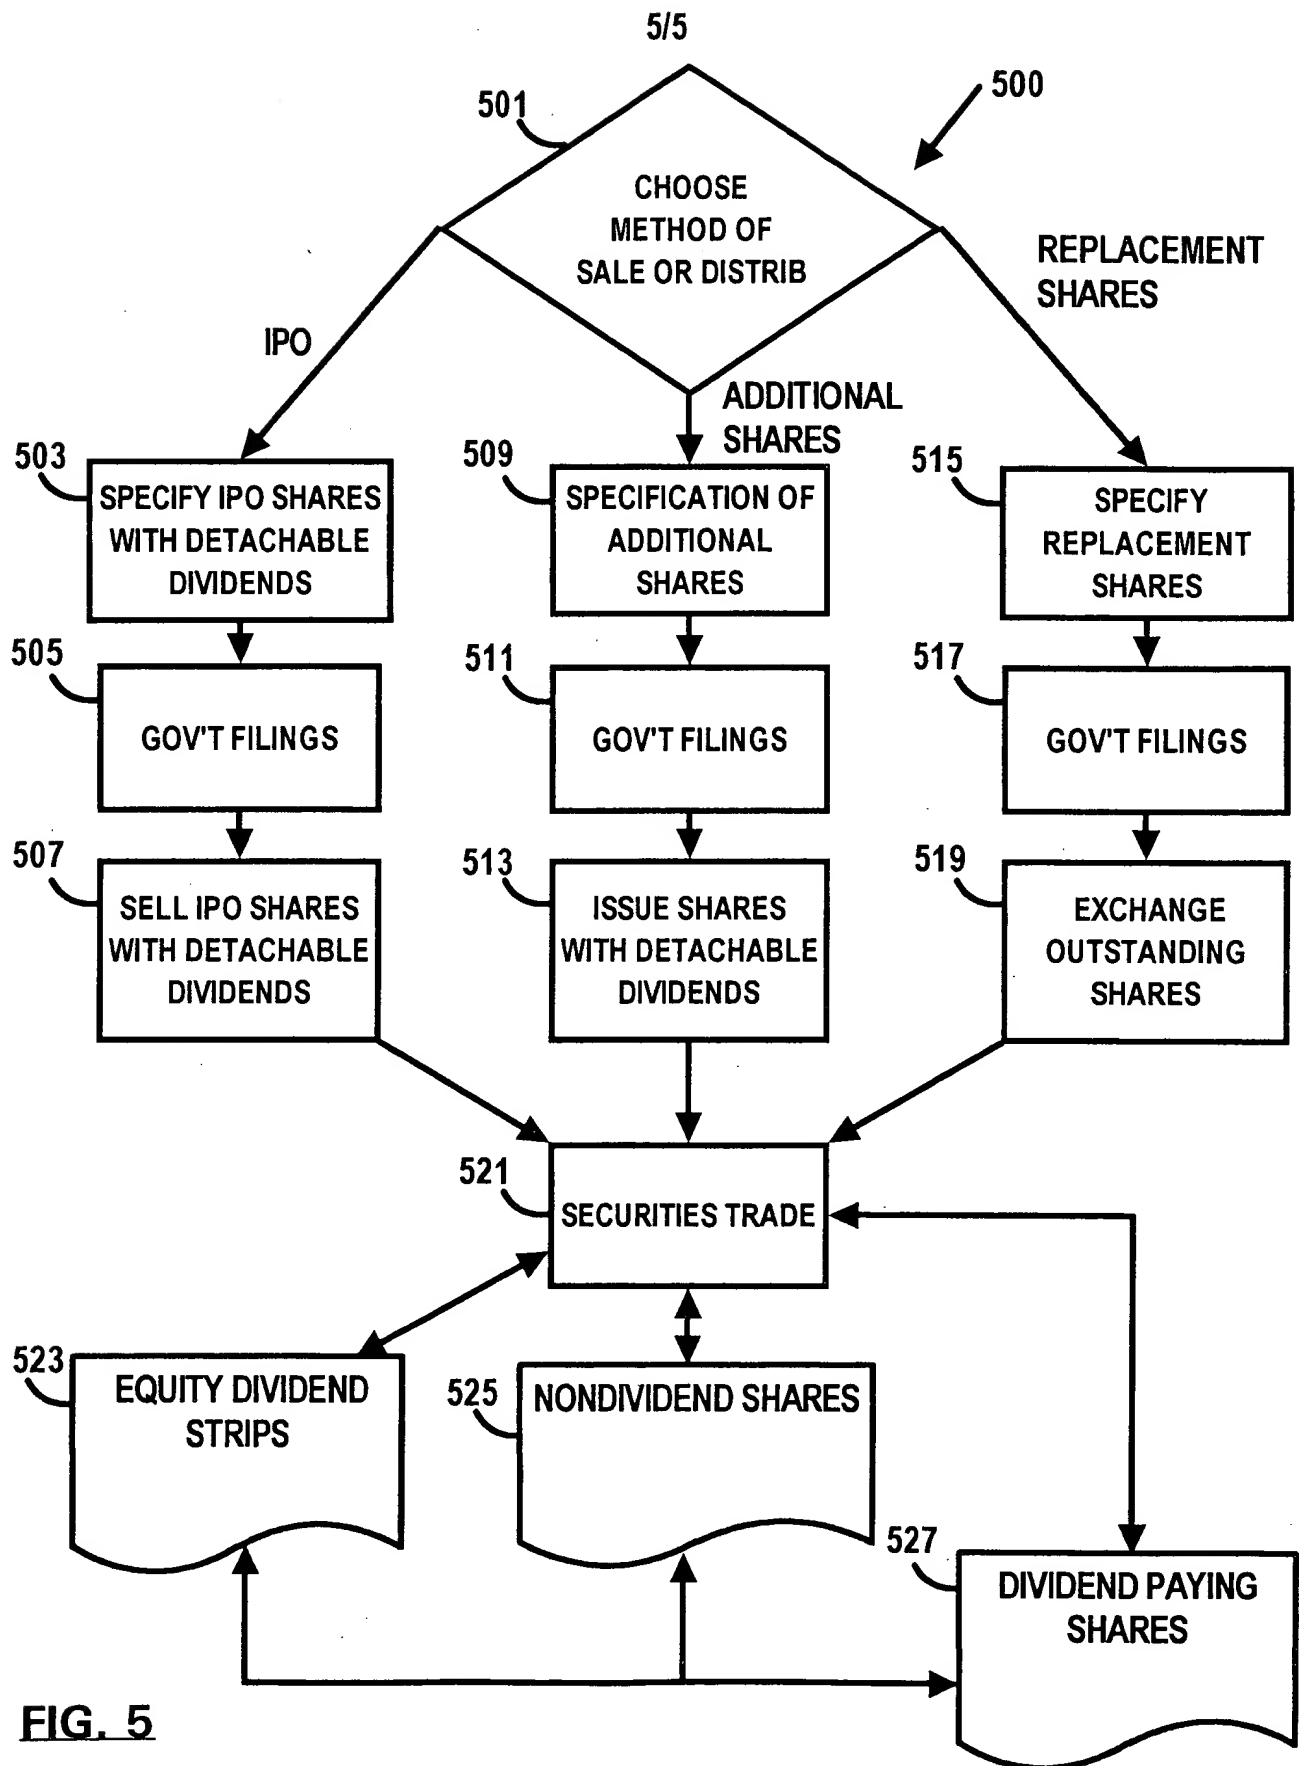 5/5
500
501
CHOOSE
METHOD OF
SALE OR DISTRIB
REPLACEMENT
SHARES
IPO
ADDITIONAL
SHARES
503
SPECIFY IPO SHARES
WITH DETACHABLE
DIVIDENDS
509
SPECIFICATION OF
ADDITIONAL
SHARES
515
SPECIFY
REPLACEMENT
SHARES
505
GOV'T FILINGS
511
GOV'T FILINGS
517
GOV'T FILINGS
507
SELL IPO SHARES
WITH DETACHABLE
DIVIDENDS
513
ISSUE SHARES
WITH DETACHABLE
DIVIDENDS
519
EXCHANGE
OUTSTANDING
SHARES
521
SECURITIES TRADE
523
EQUITY DIVIDEND
STRIPS
525
NONDIVIDEND SHARES
527
DIVIDEND PAYING
SHARES
FIG. 5